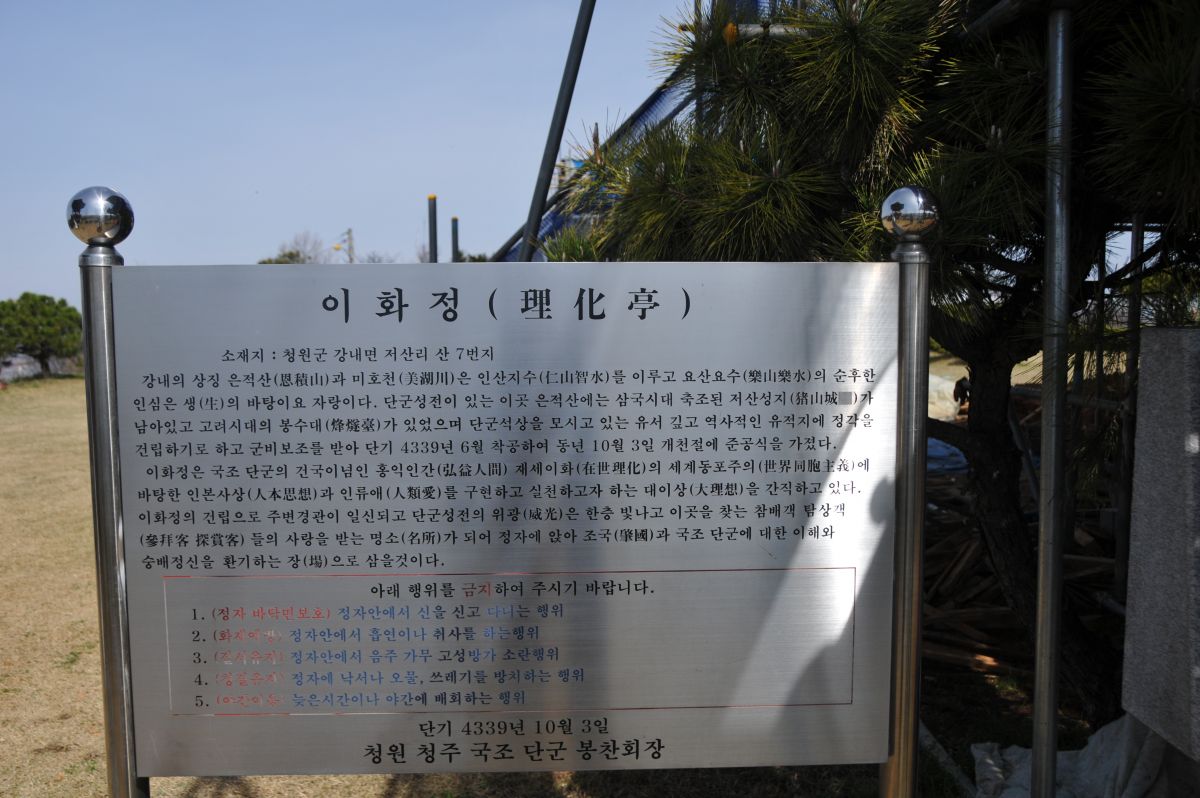 이화정(理化亭)
소재지 : 청원군 강내면 저산리 산 7번지
강내의 상징 은적산(恩積山)과 미호천(美湖川)은 인산지수(仁山智水)를 이루고 요산요수(樂山樂水)의 순후한
인심은 생(生)의 바탕이요 자랑이다. 단군성전이 있는 이곳 은적산에는 삼국시대 축조된 저산성지(猪山城 )가
남아있고 고려시대의 봉수대(烽燧臺)가 있었으며 단군석상을 모시고 있는 유서 깊고 역사적인 유적지에 정각을
건립하기로 하고 군비보조를 받아 단기 4339년 6월 착공하여 동년 10월 3일 개천절에 준공식을 가졌다.
이화정은 국조 단군의 건국이념인 홍익인간(弘益人間) 재세이화(在世理化)의 세계동포주의(世界同胞主義)에
바탕한 인본사상(人本思想)과 인류애(人類愛)를 구현하고 실천하고자 하는 대이상(大理想)을 간직하고 있다.
이화정의 건립으로 주변경관이 일신되고 단군성전의 위광(威光)은 한층 빛나고 이곳을 찾는 참배객 탐상객
(參拜客 探賞客) 들의 사랑을 받는 명소(名所)가 되어 정자에 앉아 조국(肇國)과 국조 단군에 대한 이해와
숭배정신을 환기하는 장(場)으로 삼을것이다.
아래 행위를 금지하여 주시기 바랍니다.
1. (정자 바닥면보호) 정자안에서 신을 신고 다니는 행위
2. (화재예방) 정자안에서 흡연이나 취사를 하는행위
3. (질서유지) 정자안에서 음주 가무 고성방가 소란행위
4. (청결유지) 정자에 낙서나 오물, 쓰레기를 방치하는 행위
5. 늦은시간이나 야간에 배회하는 행위
단기 4339년 10월 3일
청원 청주 국조 단군 봉찬회장